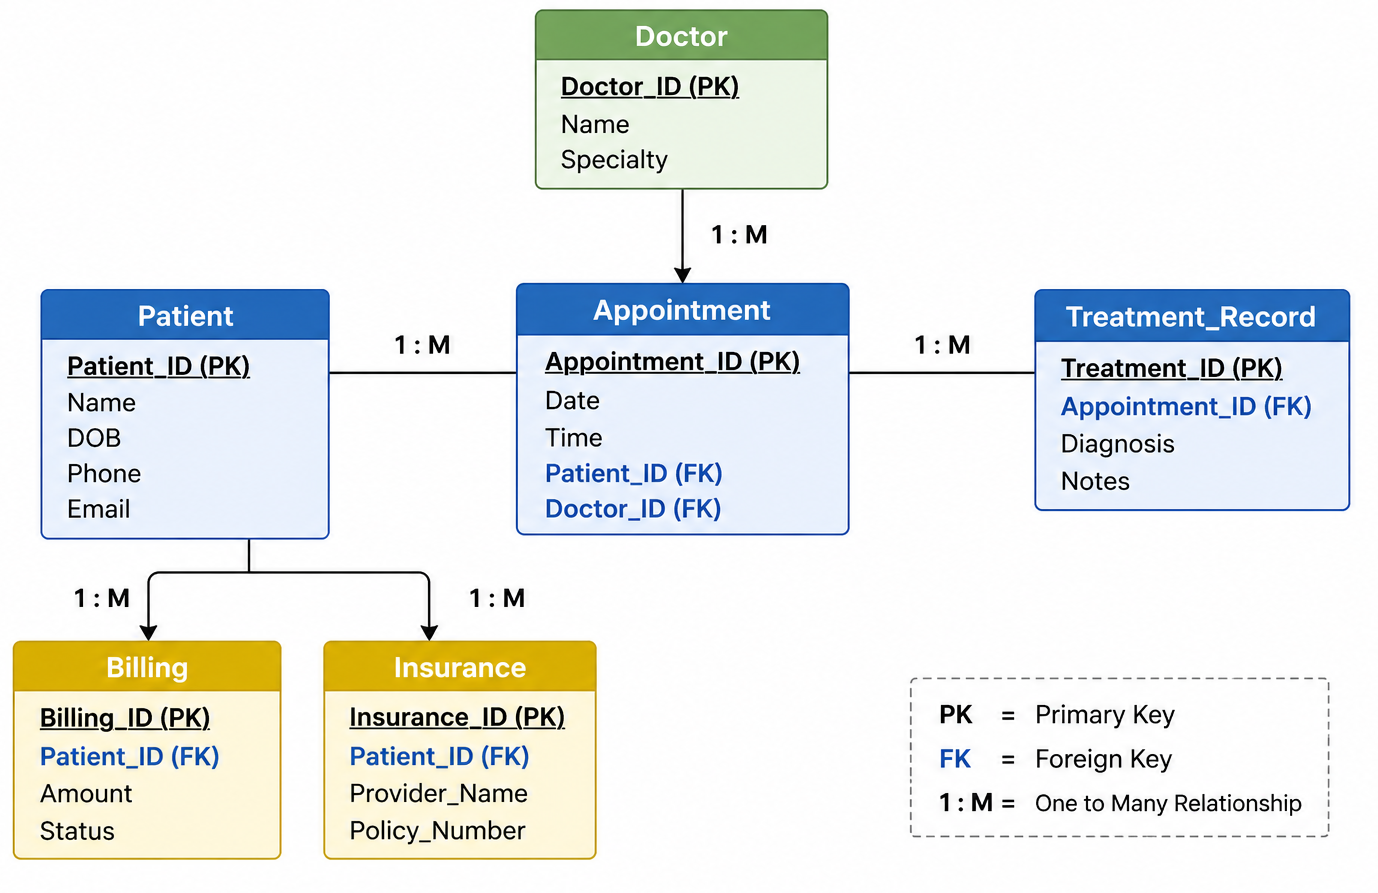 Doctor
Doctor_ID (PK)
Name
Specialty
1 : M
Patient
Patient_ID (PK)
Name
DOB
Phone
Email
1 : M
Appointment
Appointment_ID (PK)
Date
Time
Patient_ID (FK)
Doctor_ID (FK)
1 : M
Treatment_Record
Treatment_ID (PK)
Appointment_ID (FK)
Diagnosis
Notes
1 : M
1 : M
Billing
Billing_ID (PK)
Patient_ID (FK)
Amount
Status
Insurance
Insurance_ID (PK)
Patient_ID (FK)
Provider_Name
Policy_Number
PK = Primary Key
FK = Foreign Key
1 : M = One to Many Relationship